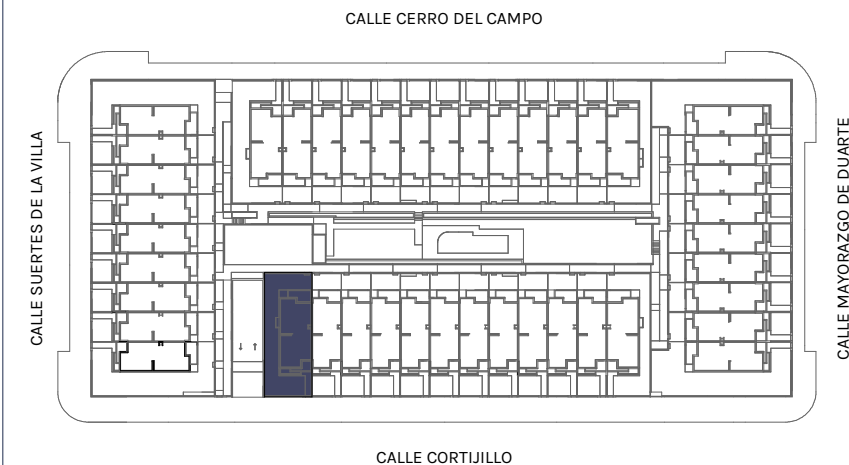 CALLE CERRO DEL CAMPO
CALLE SUERTES DE LA VILLA
CALLE MAYORAZGO DE DUARTE
CALLE CORTIJILLO